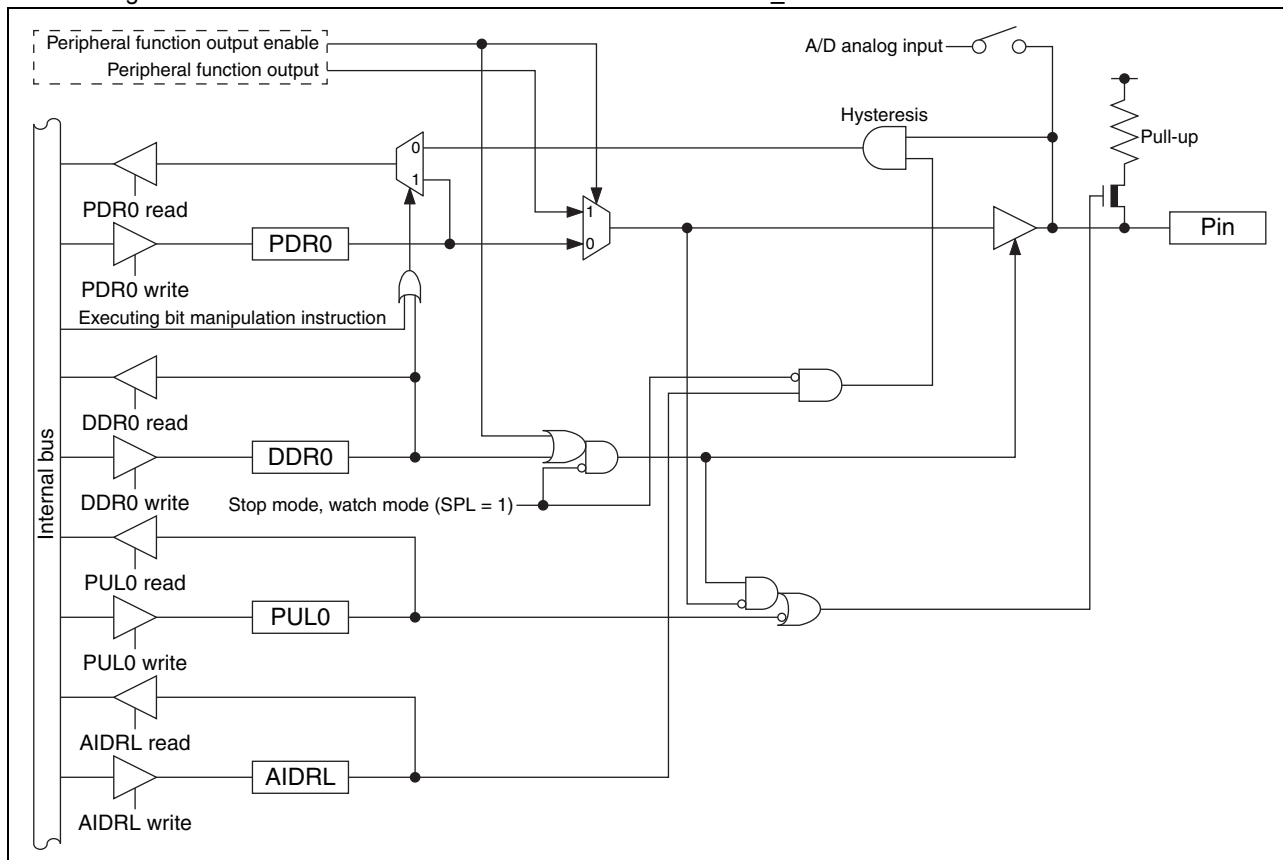 Peripheral function output enable
Peripheral function output
A/D analog input
Hysteresis
Pull-up
0
1
PDR0 read
1
PDR0
0
Pin
PDR0 write
Executing bit manipulation instruction
DDR0 read
DDR0
DDR0 write
Stop mode, watch mode (SPL = 1)
Internal bus
PUL0 read
PUL0
PUL0 write
AIDRL read
AIDRL
AIDRL write